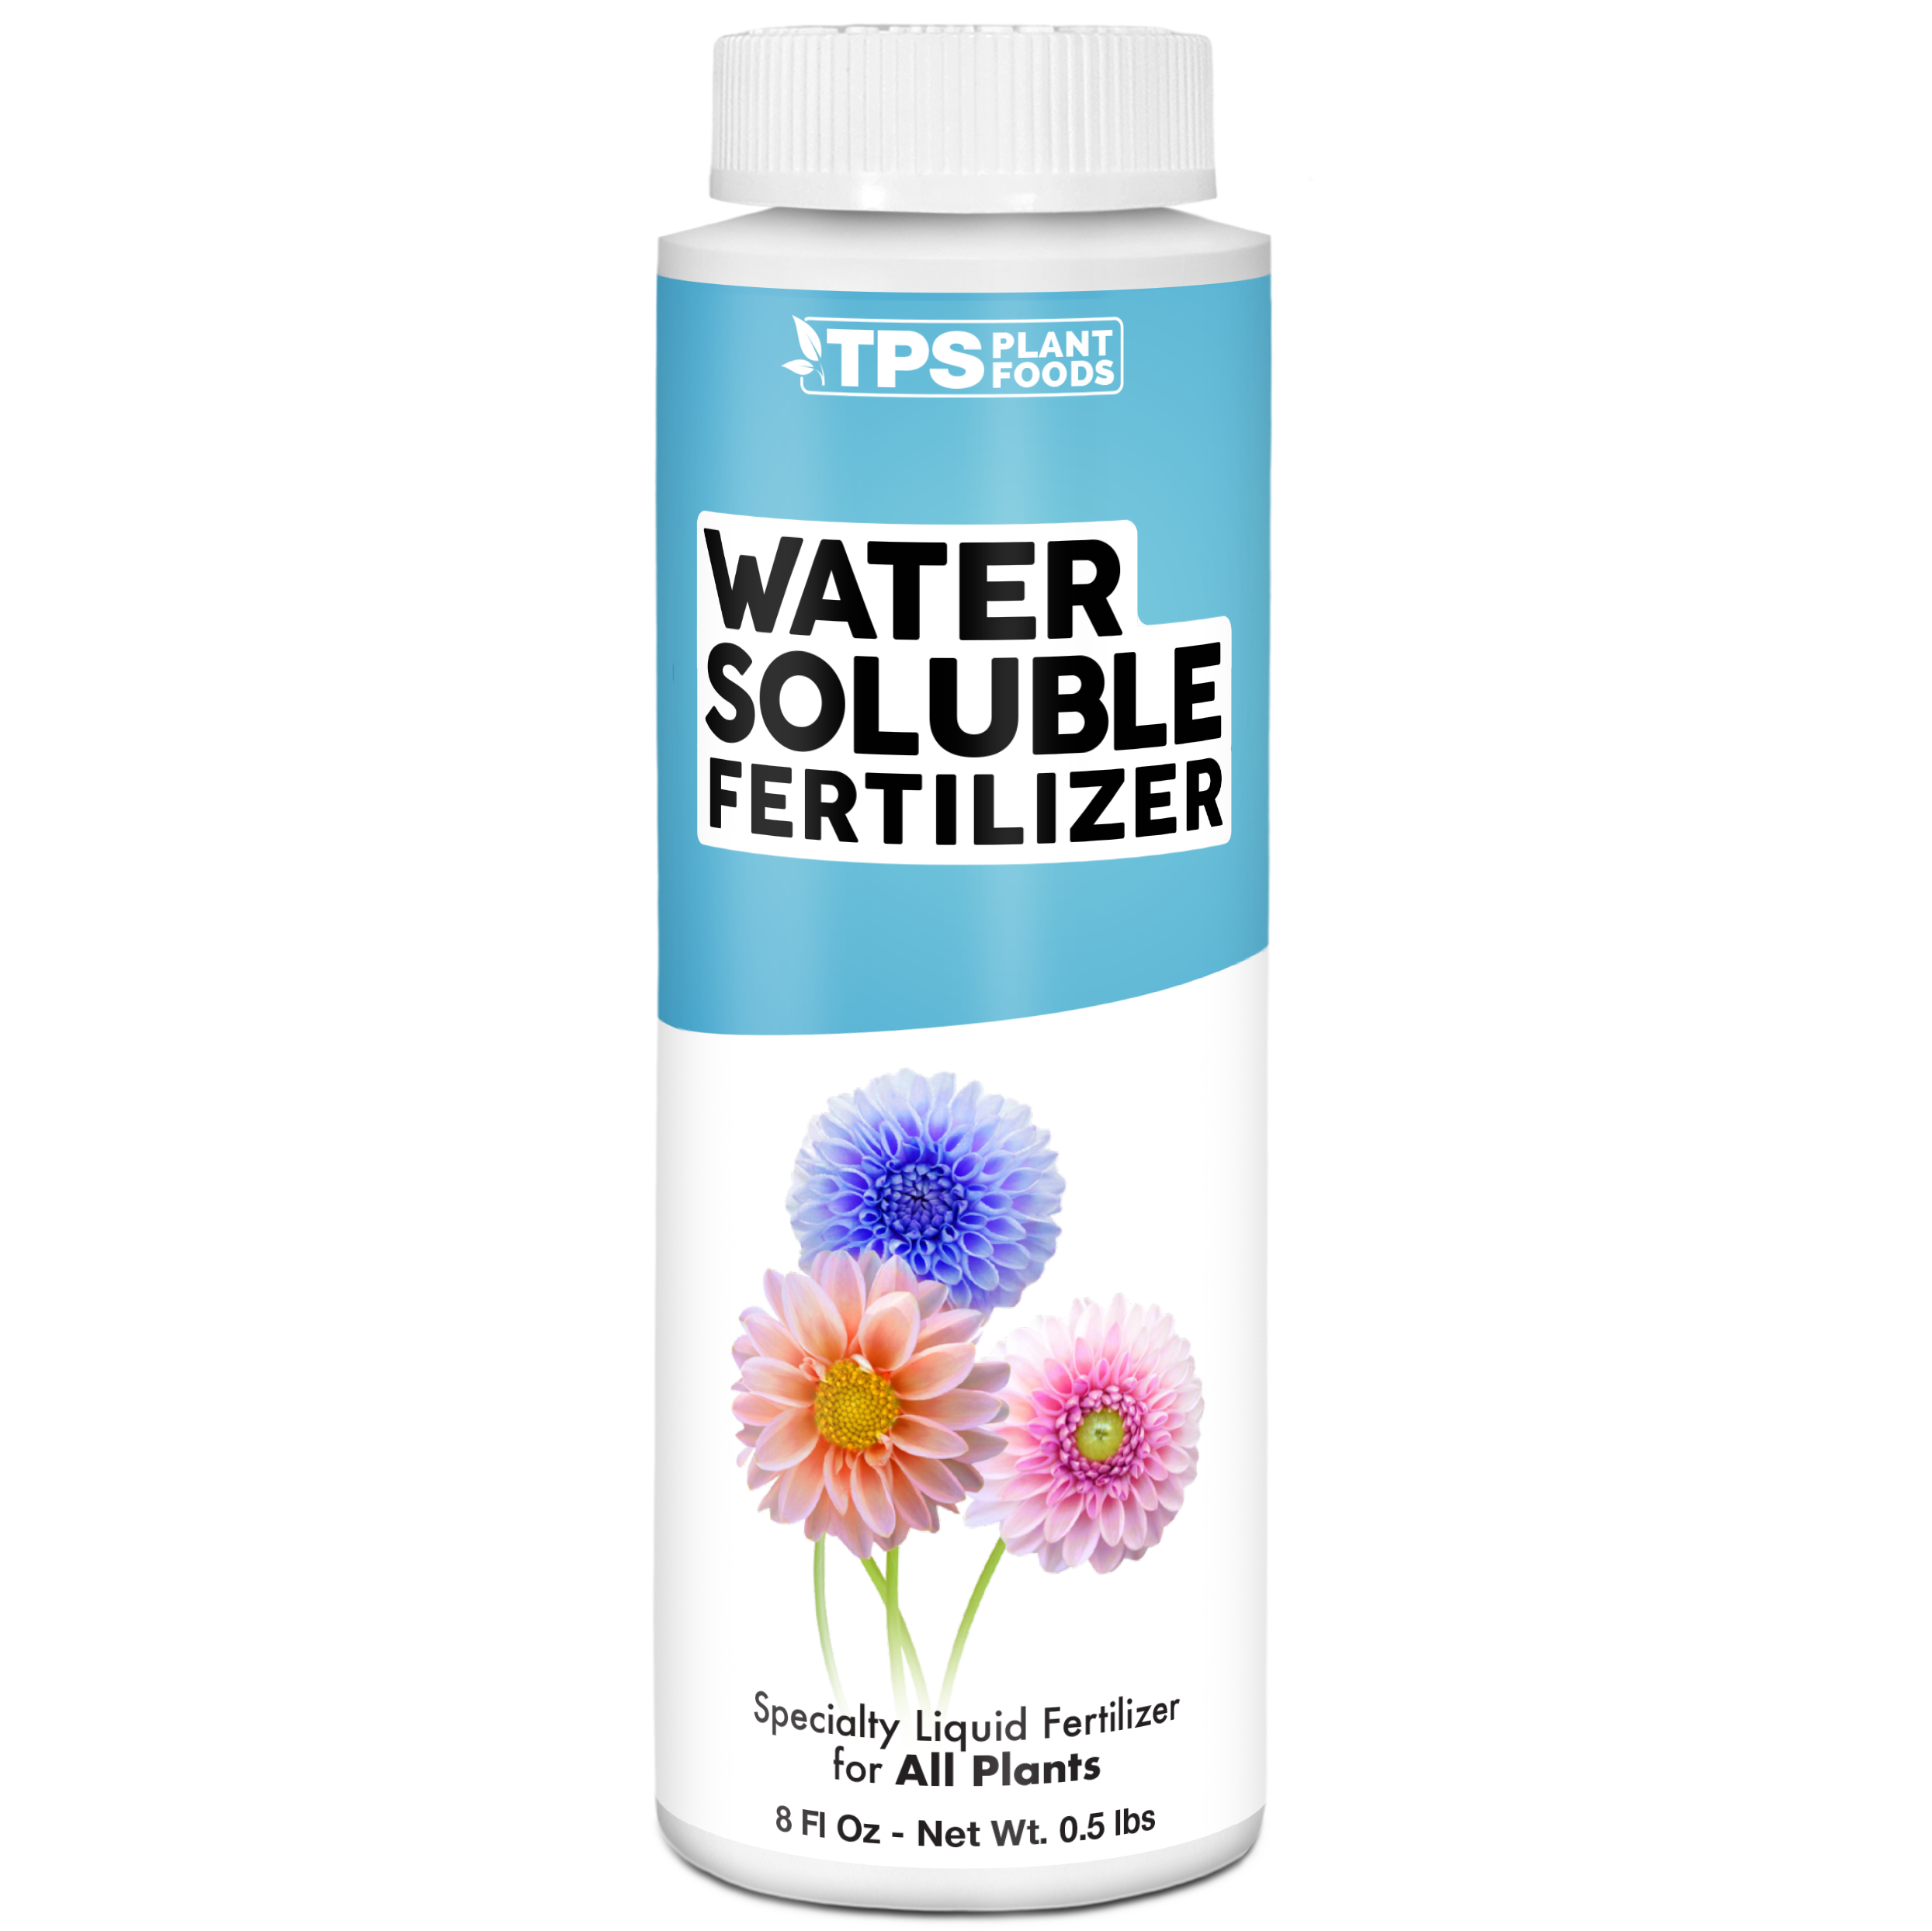 TPS PLANT FOODS
WATER
SOLUBLE
FERTILIZER
Specialty Liquid Fertilizer
for All Plants
8 Fl Oz - Net Wt. 0.5 lbs